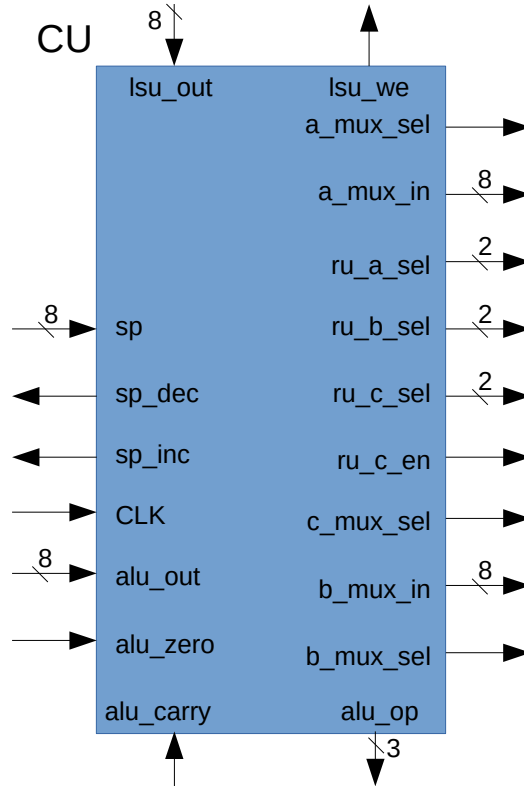 8
CU
lsu_out
lsu_we
a_mux_sel
a_mux_in
8
ru_a_sel
2
8
sp
ru_b_sel
2
sp_dec
ru_c_sel
2
sp_inc
ru_c_en
CLK
c_mux_sel
8
alu_out
b_mux_in
8
alu_zero
b_mux_sel
alu_carry
alu_op
3